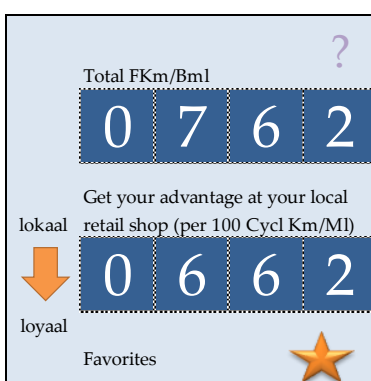 ?
Total FKm/Bml
0 7 6 2
Get your advantage at your local
lokaal retail shop (per 100 Cycl Km/Ml)
0 6 6 2
loyaal
Favorites